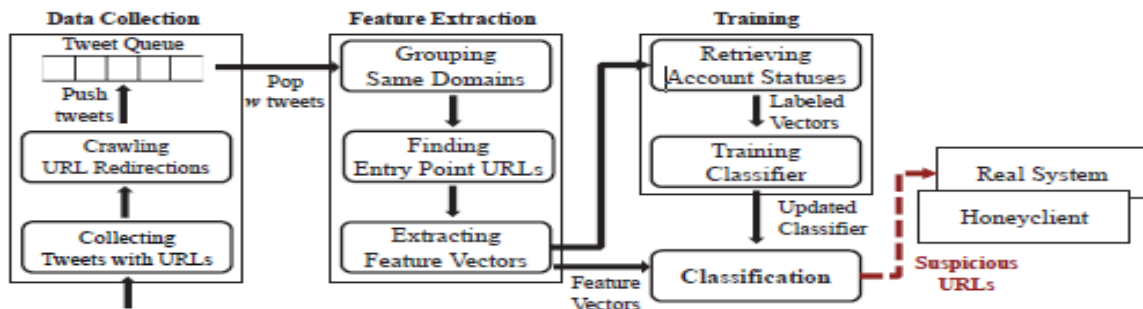 Data Collection
Tweet Queue
Push
tweets
Crawling
URL Redirections
Collecting
Tweets with URLs
Pop
w tweets
Feature Extraction
Grouping
Same Domains
Finding
Entry Point URLs
Extracting
Feature Vectors
Feature
Vectors
Training
Retrieving
Account Statuses
Labeled
Vectors
Training
Classifier
Updated
Classifier
Classification
Suspicious
URLs
Real System
Honeyclient